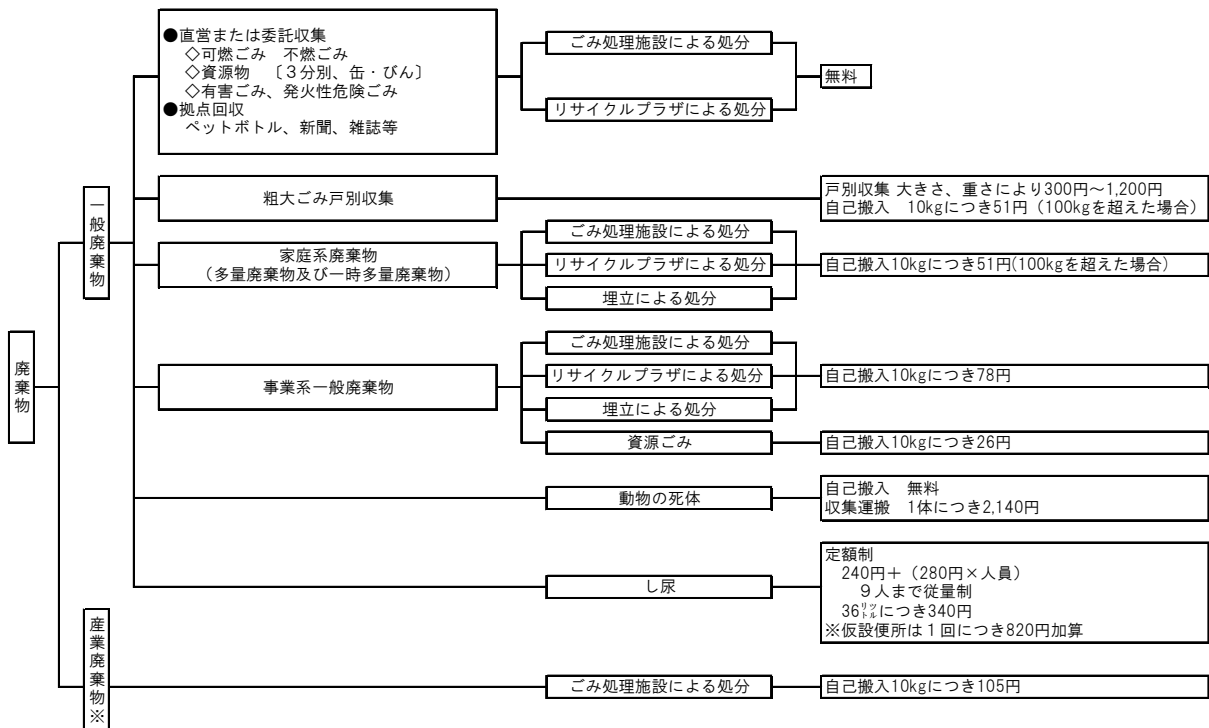 ●直営または委託収集
◇可燃ごみ　不燃ごみ
◇資源物　〔３分別、缶・びん〕
◇有害ごみ、発火性危険ごみ
●拠点回収
ペットボトル、新聞、雑誌等
ごみ処理施設による処分
リサイクルプラザによる処分
無料
一般廃棄物
粗大ごみ戸別収集
戸別収集 大きさ、重さにより300円～1,200円
自己搬入　10kgにつき51円（100kgを超えた場合）
家庭系廃棄物
（多量廃棄物及び一時多量廃棄物）
ごみ処理施設による処分
リサイクルプラザによる処分
埋立による処分
自己搬入10kgにつき51円(100kgを超えた場合）
廃棄物
事業系一般廃棄物
ごみ処理施設による処分
リサイクルプラザによる処分
埋立による処分
自己搬入10kgにつき78円
資源ごみ
自己搬入10kgにつき26円
動物の死体
自己搬入　無料
収集運搬　1体につき2,140円
し尿
定額制
240円＋（280円×人員）
９人まで従量制
36㍑につき340円
※仮設便所は１回につき820円加算
産業廃棄物※
ごみ処理施設による処分
自己搬入10kgにつき105円